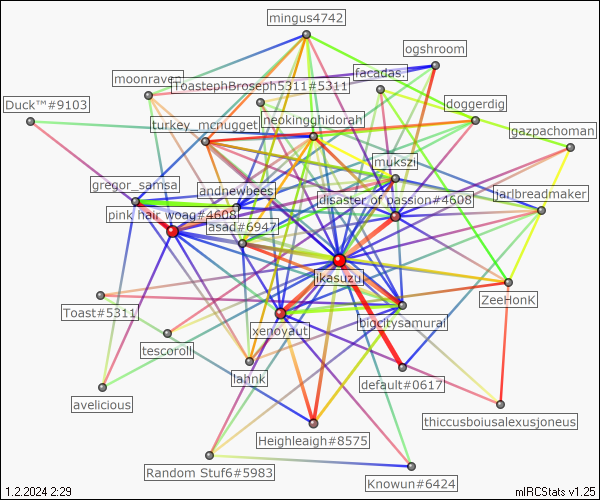 mingus4742
ogshroom
facadas.
moonraven
ToastephBroseph5311#5311
Duck™#9103
doggerdig
turkey_mcnugget
neokingghidorah
gazpachoman
mukszi
gregor_samsa
andnewbees
jarlbreadmaker
disaster of passion#4608
pink hair woag#4608
asad#6947
ikasuzu
ZeeHonk
Toast#5311
xenoyaut
bigcitysamurai
tescoroll
lahnk
default#0617
avelicious
thiccusboiusalexusjoneus
Heighleaigh#8575
Random Stuf6#5983
Knowun#6424
1.2.2024 2:29
mIRCStats v1.25